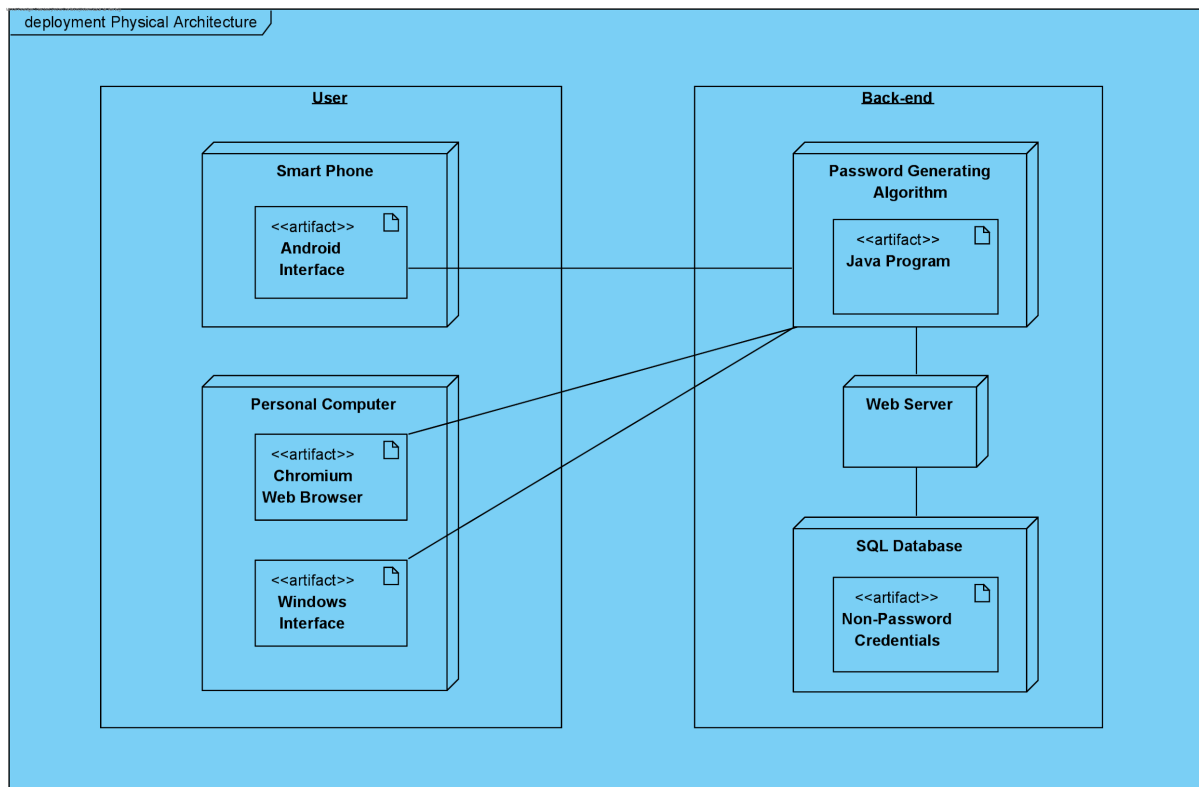 deployment Physical Architecture
User
Smart Phone
<<artifact>>
Android
Interface
Personal Computer
<<artifact>>
Chromium
Web Browser
<<artifact>>
Windows
Interface
Back-end
Password Generating
Algorithm
<<artifact>>
Java Program
Web Server
SQL Database
<<artifact>>
Non-Password
Credentials